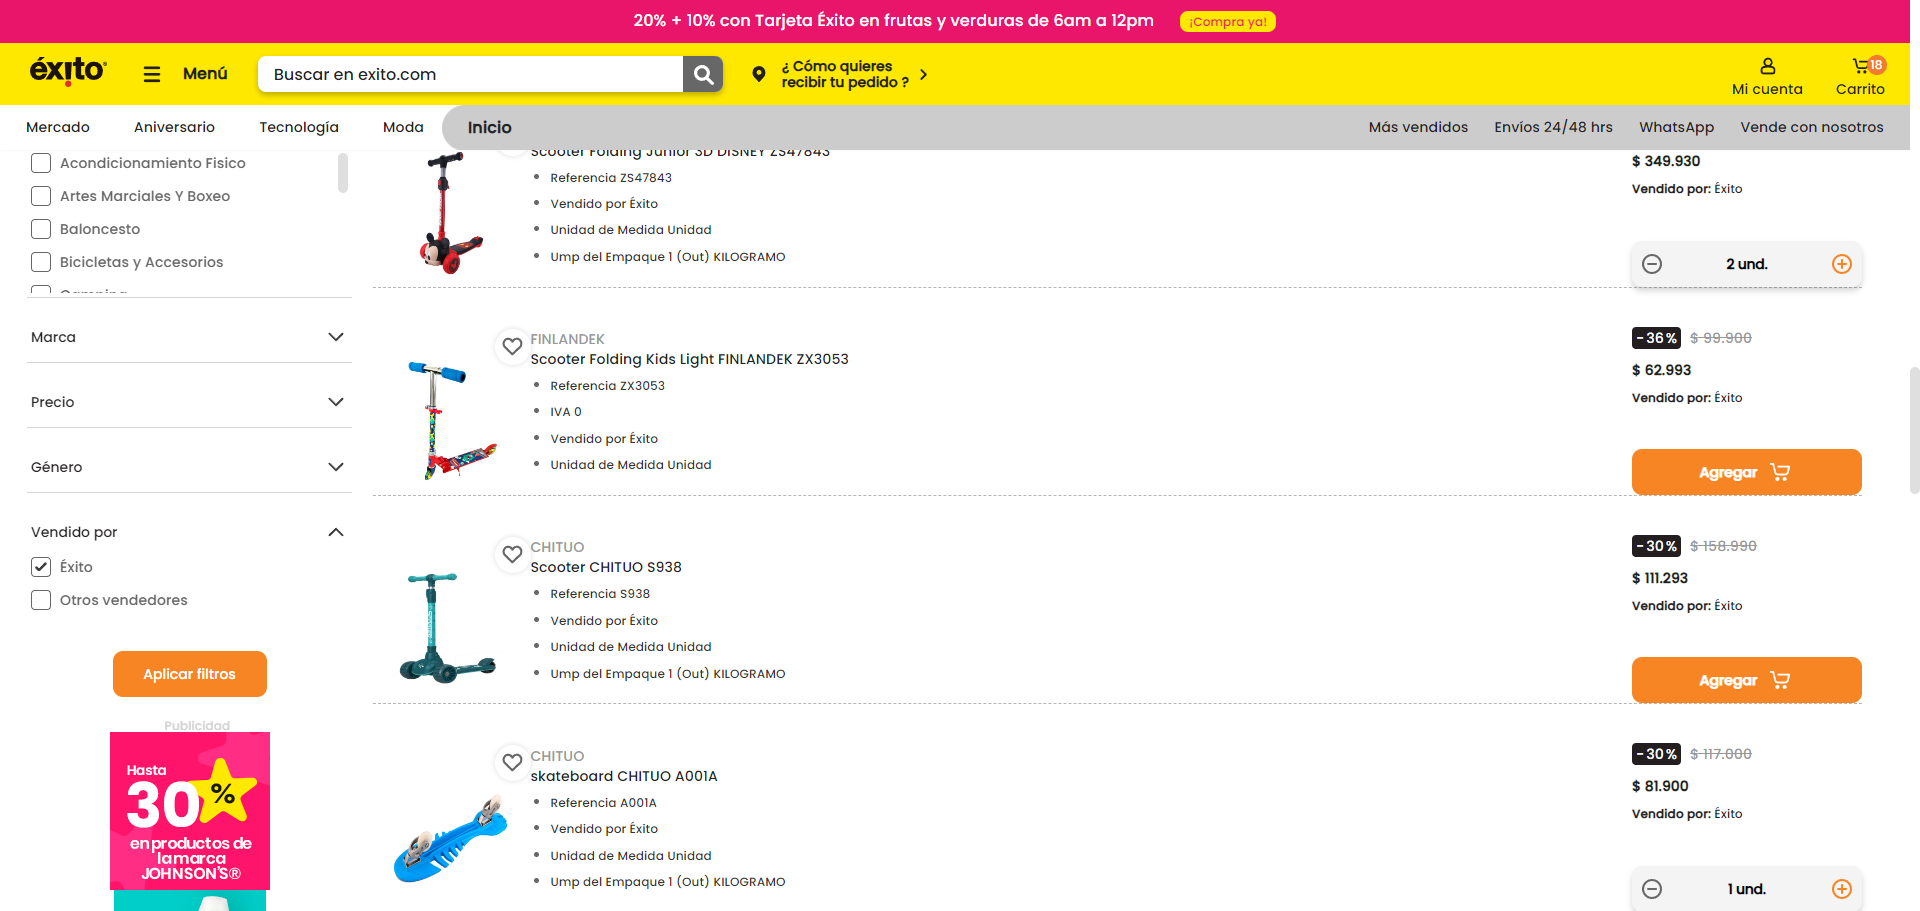 20% + 10% con Tarjeta Éxito en frutas y verduras de 6am a 12pm
¡Compra ya!
éxito
Menú
Buscar en exito.com
¿ Cómo quieres
recibir tu pedido ?
Mi cuenta
18
Carrito
Mercado
Aniversario
Tecnología
Moda
Inicio
Más vendidos
Envíos 24/48 hrs
WhatsApp
Vende con nosotros
Acondicionamiento Fisico
Artes Marciales Y Boxeo
Baloncesto
Bicicletas y Accesorios
Camping
Marca
Precio
Género
Vendido por
Éxito
Otros vendedores
Aplicar filtros
Publicidad
Hasta
30%
en productos de
la marca
JOHNSON'S®
Scooter Folding Junior 3D DISNEY ZS47843
Referencia ZS47843
Vendido por Éxito
Unidad de Medida Unidad
Ump del Empaque 1 (Out) KILOGRAMO
$ 349.930
Vendido por: Éxito
2 und.
FINLANDEK
Scooter Folding Kids Light FINLANDEK ZX3053
Referencia ZX3053
IVA 0
Vendido por Éxito
Unidad de Medida Unidad
-36% $ 99.900
$ 62.993
Vendido por: Éxito
Agregar
CHITUO
Scooter CHITUO S938
Referencia S938
Vendido por Éxito
Unidad de Medida Unidad
Ump del Empaque 1 (Out) KILOGRAMO
-30% $ 158.990
$ 111.293
Vendido por: Éxito
Agregar
CHITUO
skateboard CHITUO A001A
Referencia A001A
Vendido por Éxito
Unidad de Medida Unidad
Ump del Empaque 1 (Out) KILOGRAMO
-30% $ 117.000
$ 81.900
Vendido por: Éxito
1 und.